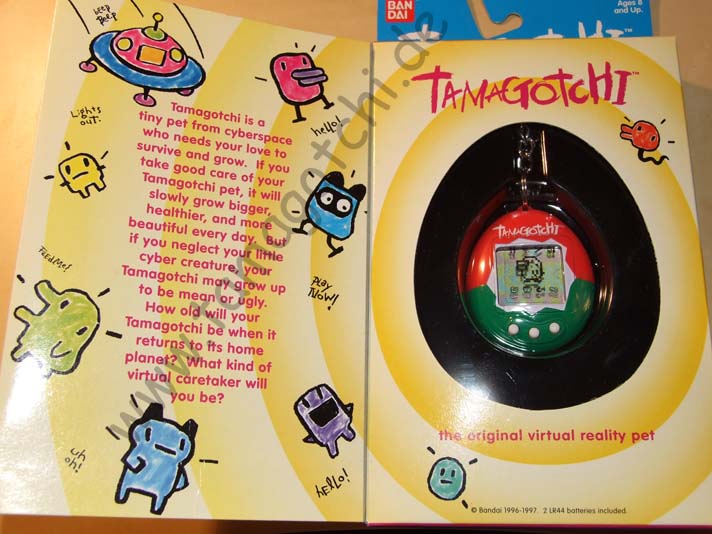 beep
Peep
Lights
out.
hello!
Tamagotchi is a
tiny pet from cyberspace
who needs your love to
survive and grow. If you
take good care of your
Tamagotchi pet, it will
slowly grow bigger,
healthier, and more
beautiful every day. But
if you neglect your little
cyber creature, your
Tamagotchi may grow up
to be mean or ugly.
How old will your
Tamagotchi be when it
returns to its home
planet? What kind of
virtual caretaker will
you be?
Feed Me!
Play
Now!
uh
oh!
hELLo!
www.tamagotchi.de
BAN
DAI
Ages 8
and Up.
TAMAGOTCHI™
TAMAGOTCHI
the original virtual reality pet
© Bandai 1996-1997. 2 LR44 batteries included.